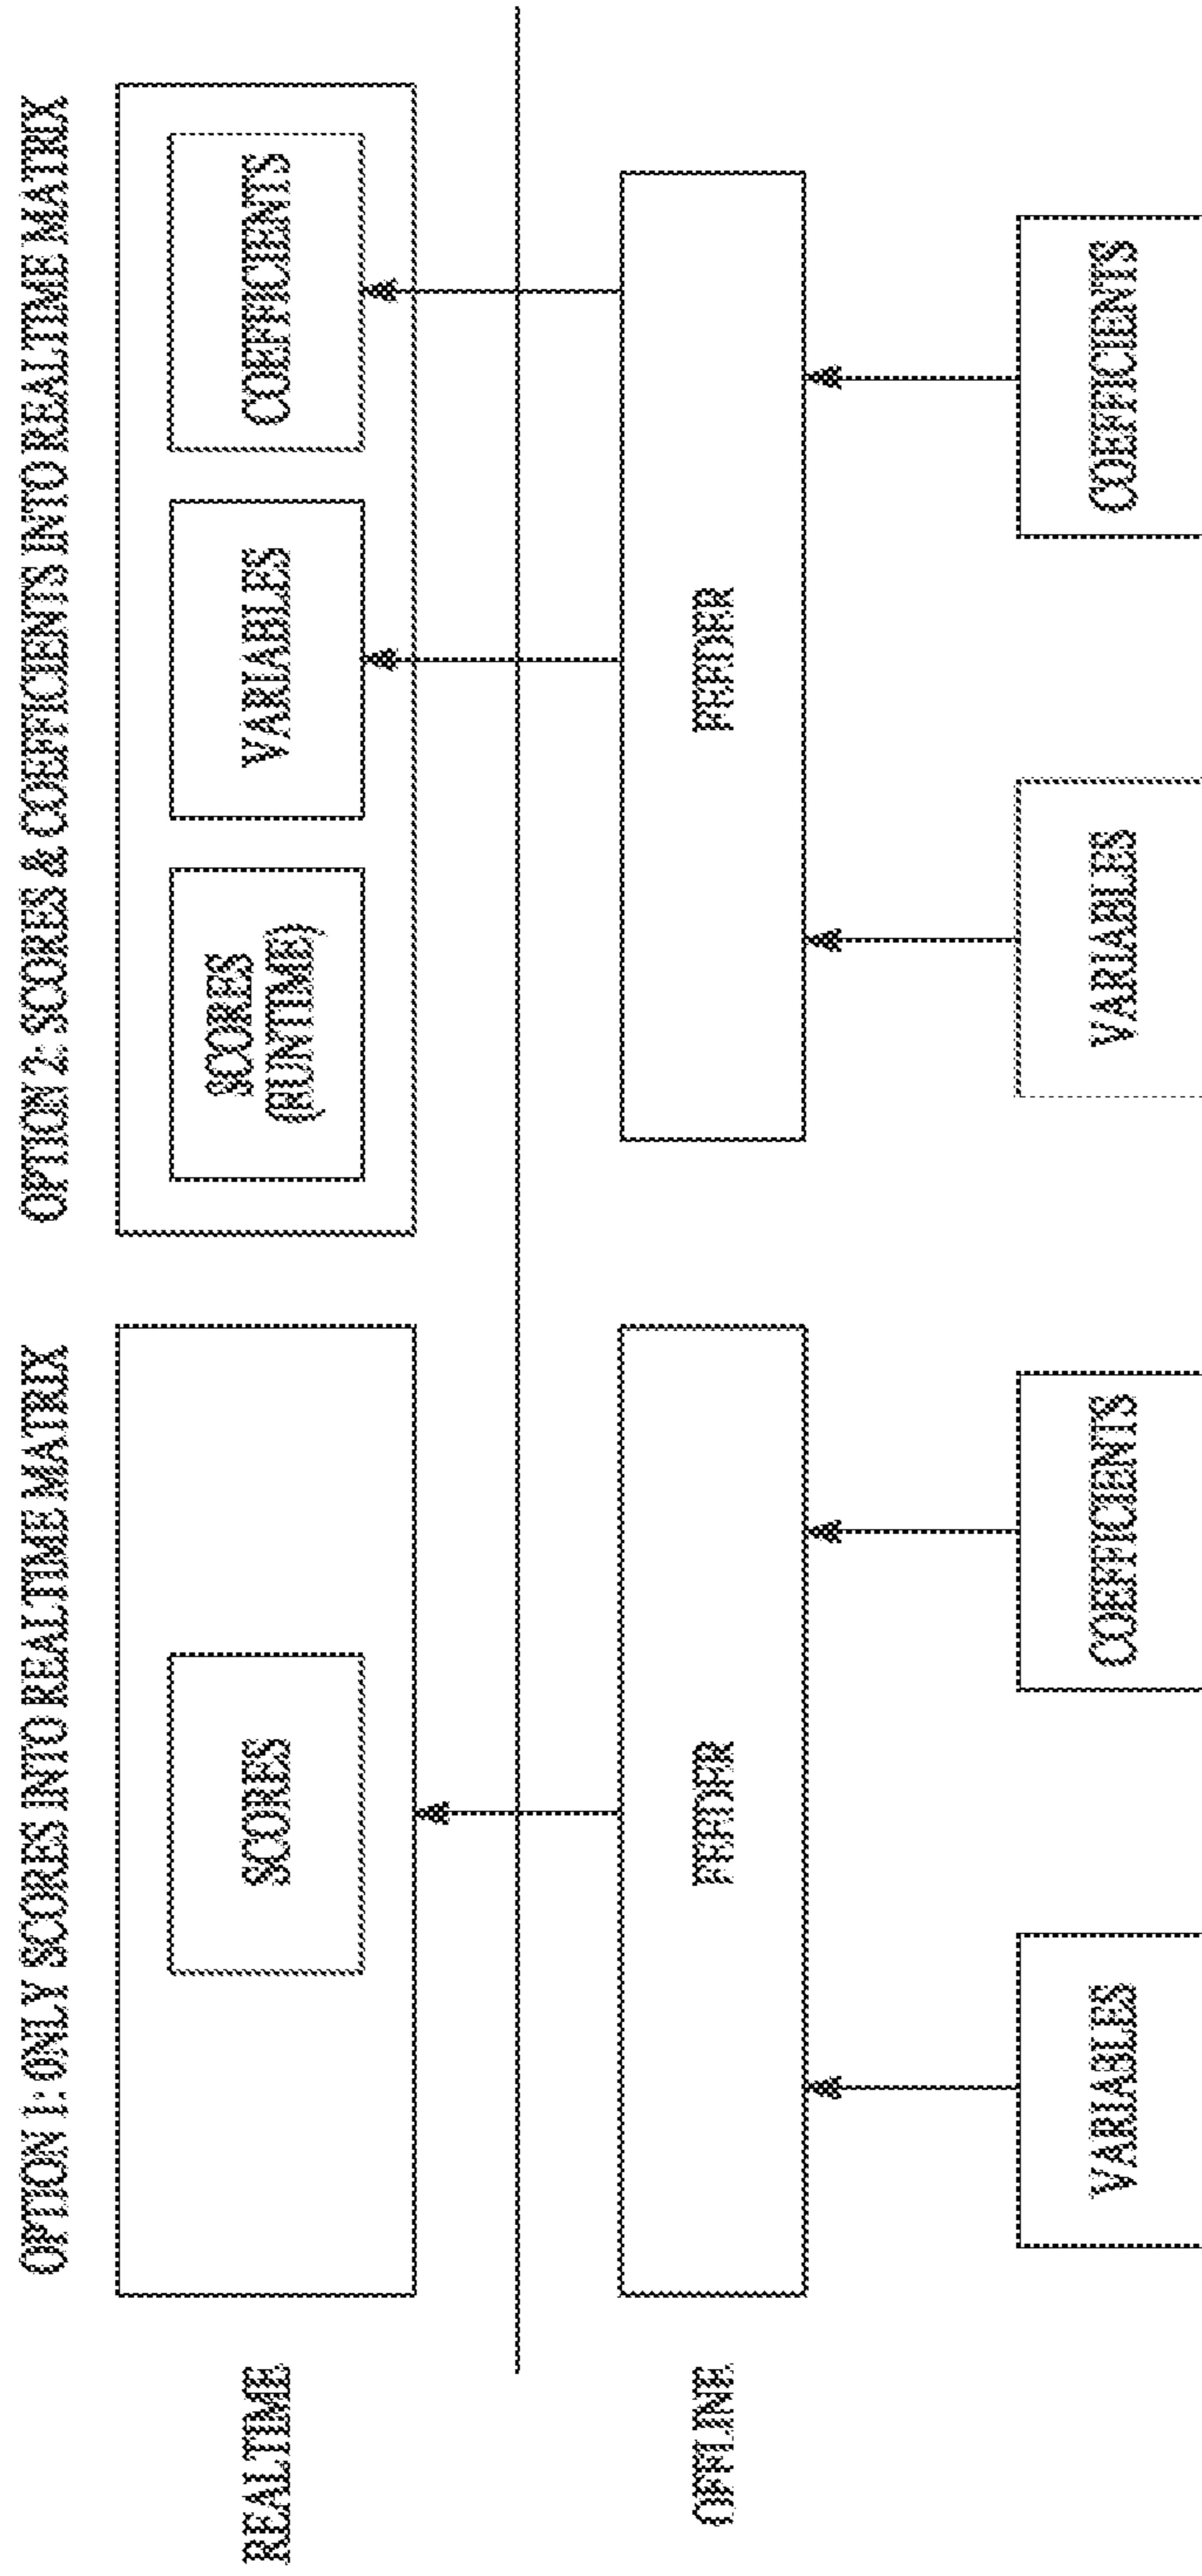 OPTION 1: ONLY SCORES INTO REALTIME MATRIX
OPTION 2: SCORES & COEFFICIENTS INTO REALTIME MATRIX
REALTIME
SCORES
SCORES
(RUNTIME)
VARIABLES
COEFFICIENTS
OFFLINE
FEEDER
FEEDER
VARIABLES
COEFFICIENTS
VARIABLES
COEFFICIENTS